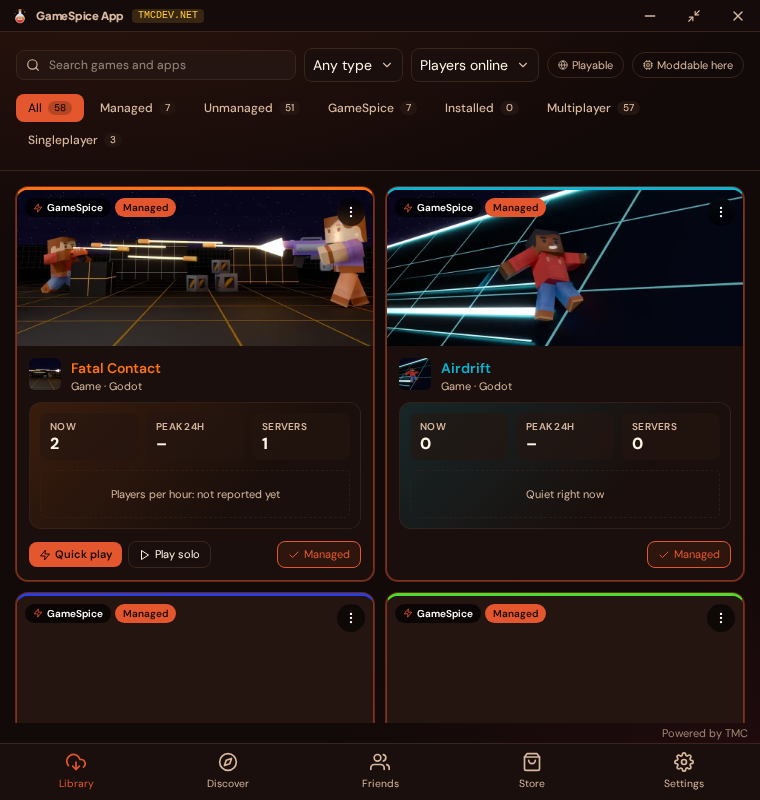 GameSpice App TMCDEV.NET
Search games and apps
Any type
Players online
Playable
Moddable here
All 58
Managed 7
Unmanaged 51
GameSpice 7
Installed 0
Multiplayer 57
Singleplayer 3
GameSpice Managed
Fatal Contact
Game · Godot
NOW
2
PEAK 24H
–
SERVERS
1
Players per hour: not reported yet
Quick play
Play solo
Managed
GameSpice Managed
Airdrift
Game · Godot
NOW
0
PEAK 24H
–
SERVERS
0
Quiet right now
Managed
GameSpice Managed
GameSpice Managed
Powered by TMC
Library
Discover
Friends
Store
Settings